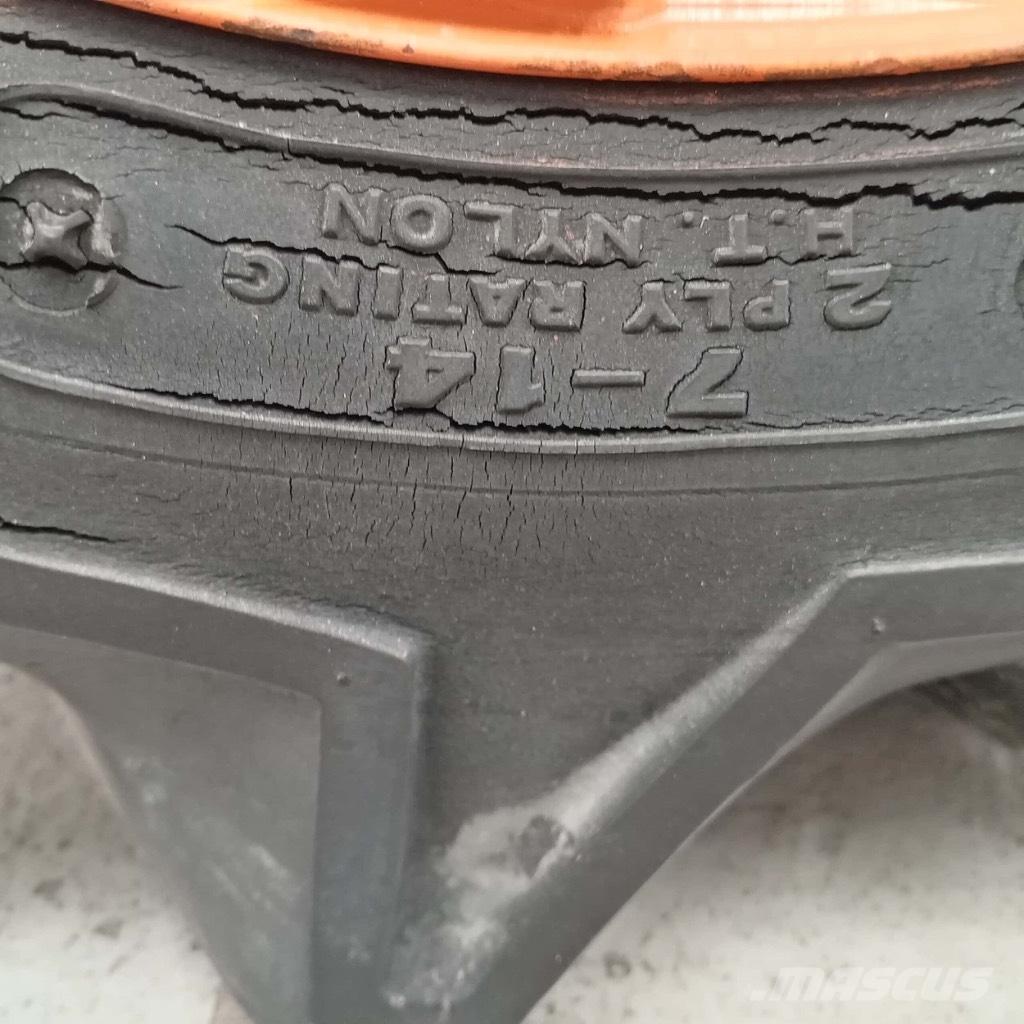 7-14
2 PLY RATING
H.T. NYLON
MASCUS